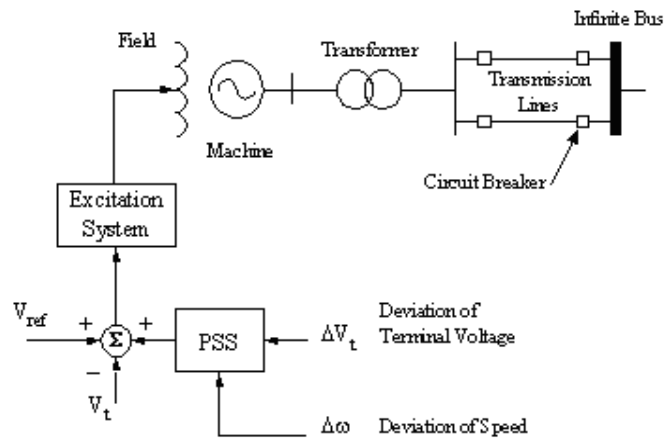 Infinite Bus
Field
Transformer
Transmission
Lines
Machine
Circuit Breaker
Excitation
System
V_ref
+
+
Σ
−
V_t
PSS
ΔV_t
Deviation of
Terminal Voltage
Δω
Deviation of Speed